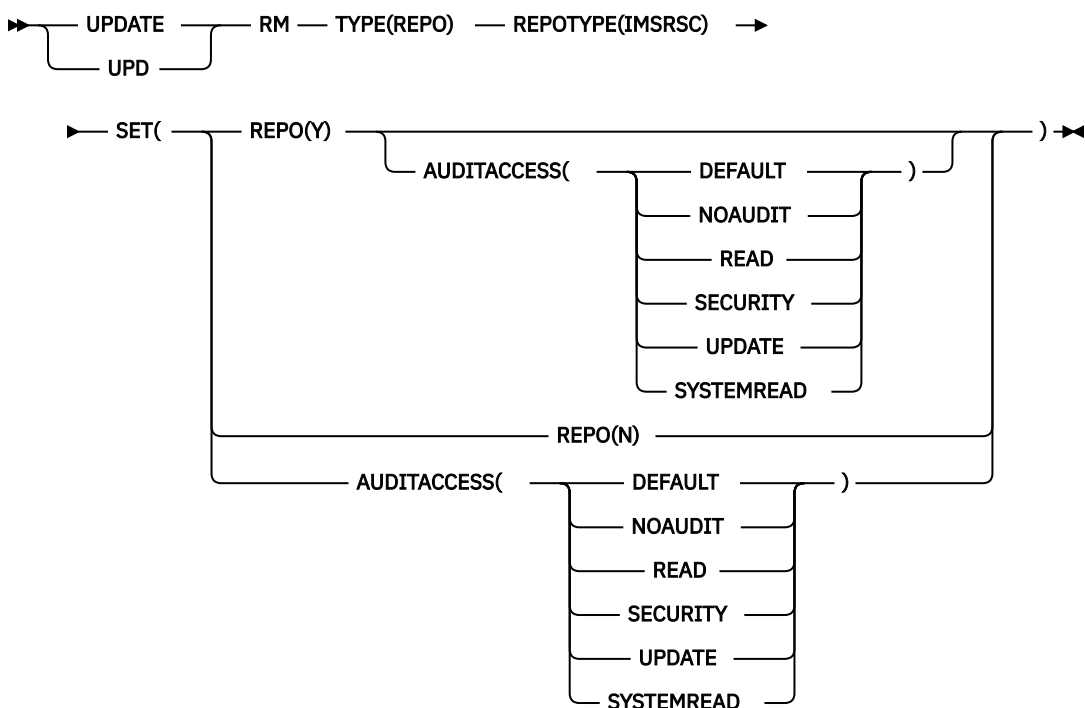 UPDATE RM TYPE(REPO) REPOTYPE(IMSRSC)
UPD
SET( REPO(Y) )
AUDITACCESS( DEFAULT )
NOAUDIT
READ
SECURITY
UPDATE
SYSTEMREAD
REPO(N)
AUDITACCESS( DEFAULT )
NOAUDIT
READ
SECURITY
UPDATE
SYSTEMREAD